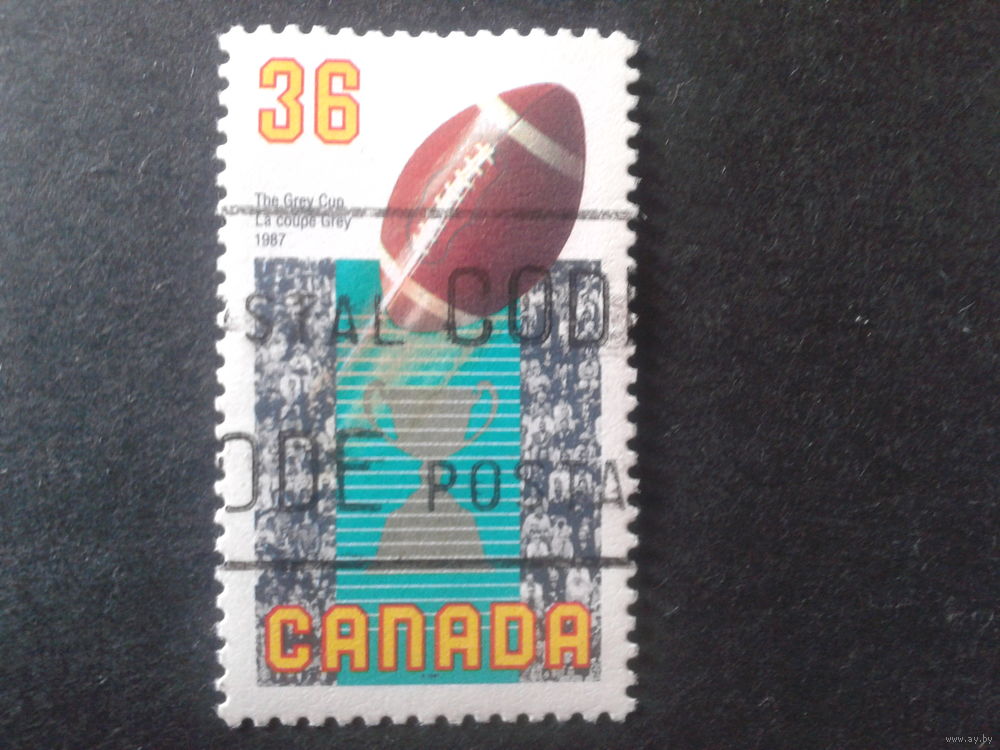 36
The Grey Cup
La coupe Grey
1987
STAL COD
ODE POSTA
CANADA
www.ay.by